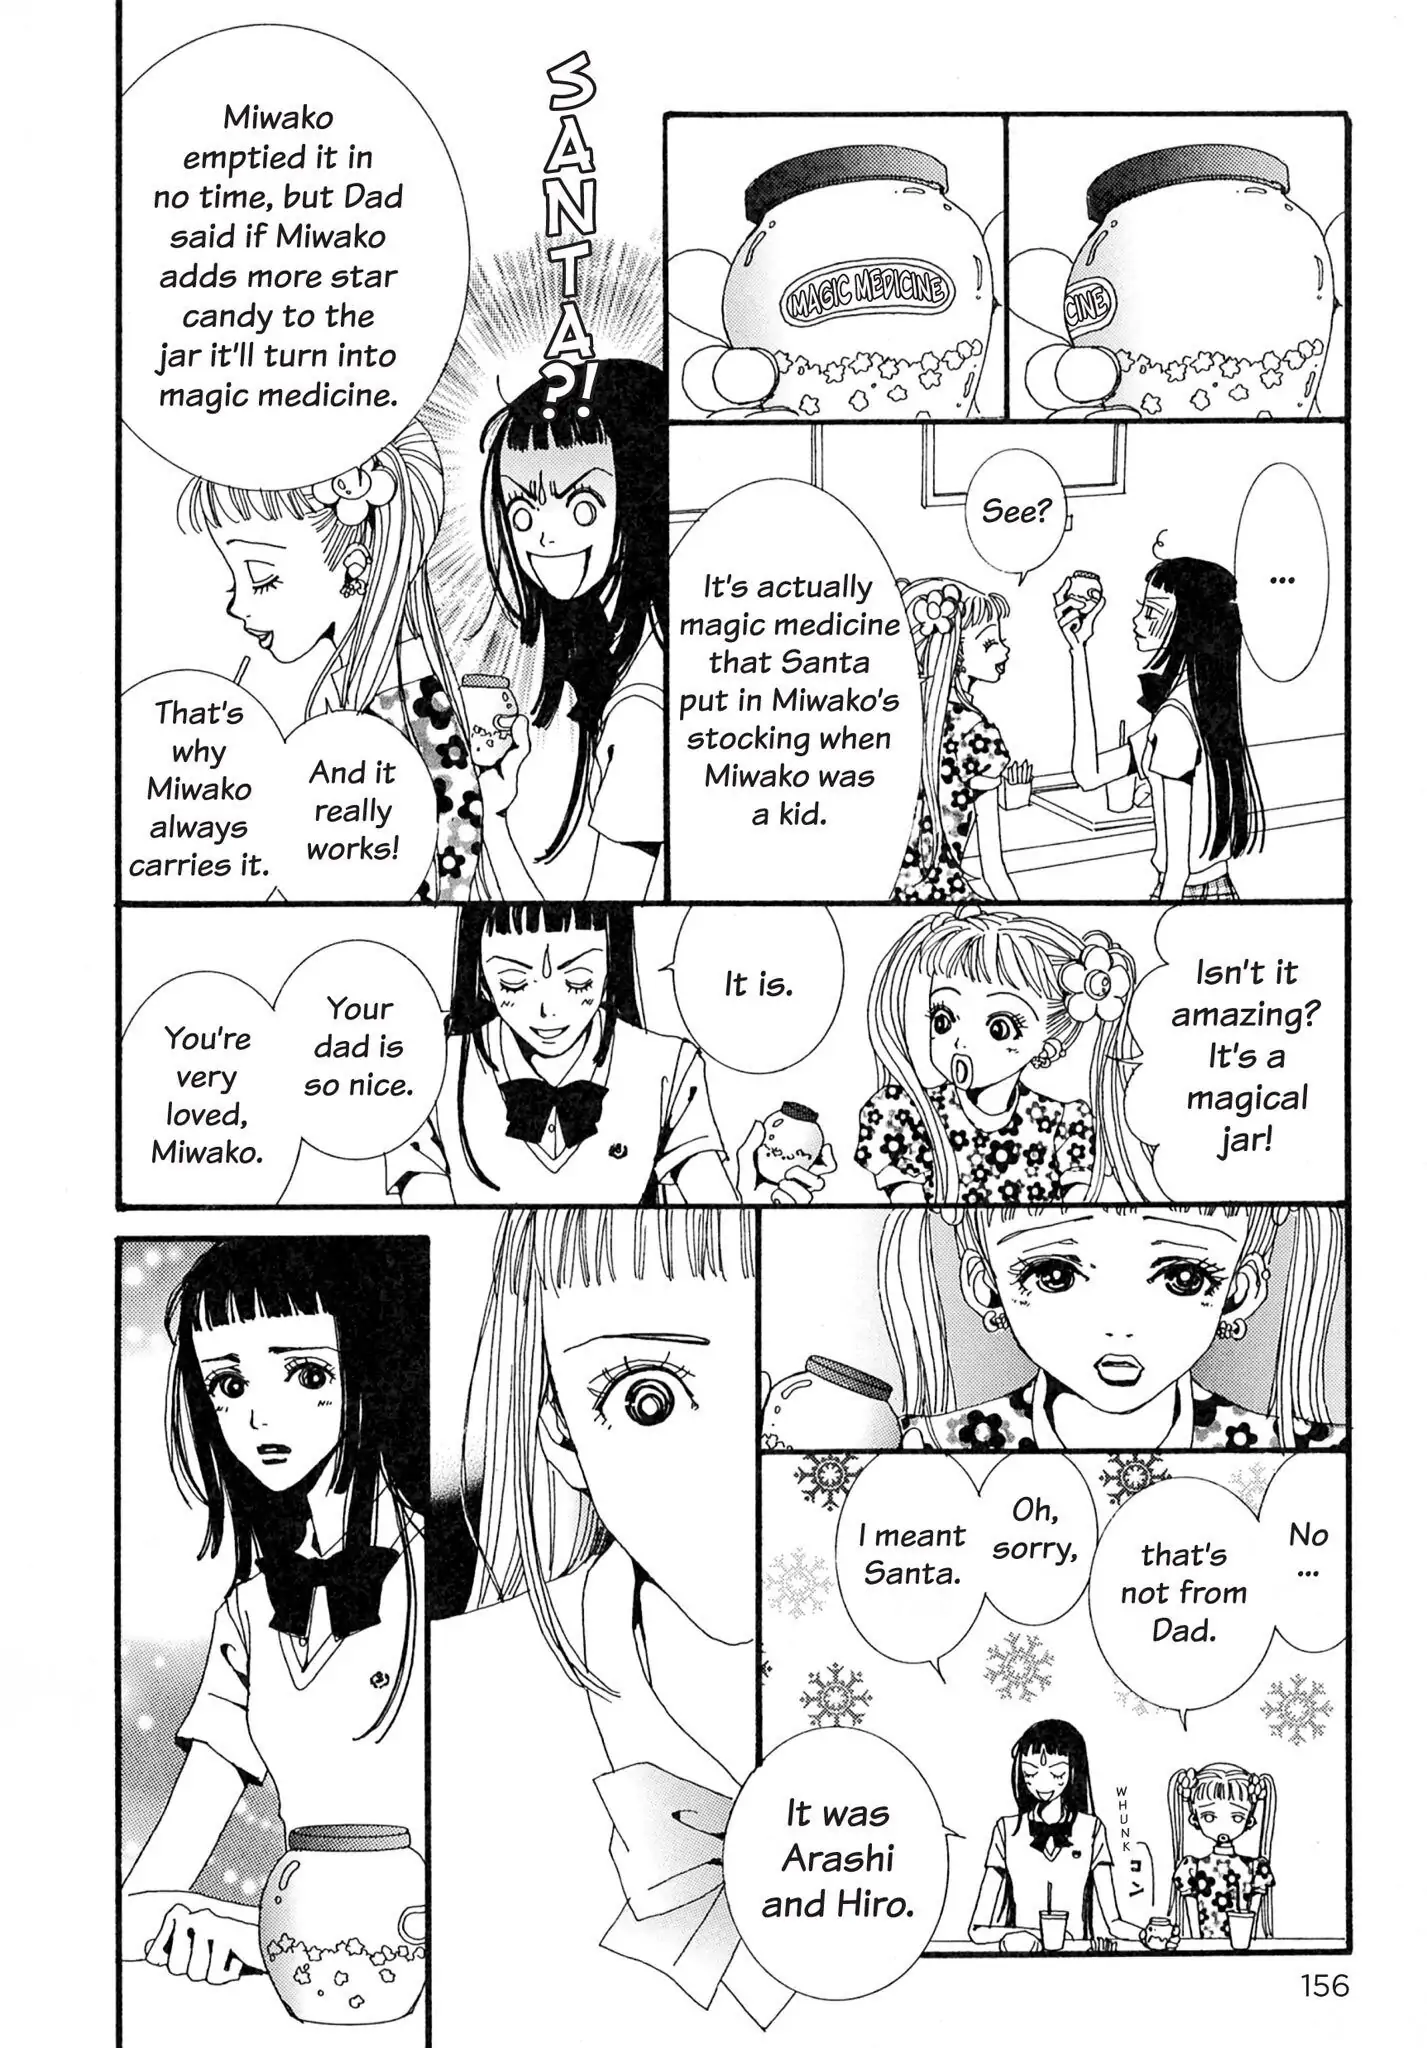 MAGIC MEDICINE
CINE
...
See?
It's actually
magic medicine
that Santa
put in Miwako's
stocking when
Miwako was
a kid.
SANTA?!
Miwako
emptied it in
no time, but Dad
said if Miwako
adds more star
candy to the
jar it'll turn into
magic medicine.
And it
really
works!
That's
why
Miwako
always
carries it.
Isn't it
amazing?
It's a
magical
jar!
It is.
Your
dad is
so nice.
You're
very
loved,
Miwako.
No
...
that's
not from
Dad.
Oh,
sorry,
I meant
Santa.
WHUNK
コン
It was
Arashi
and Hiro.
156